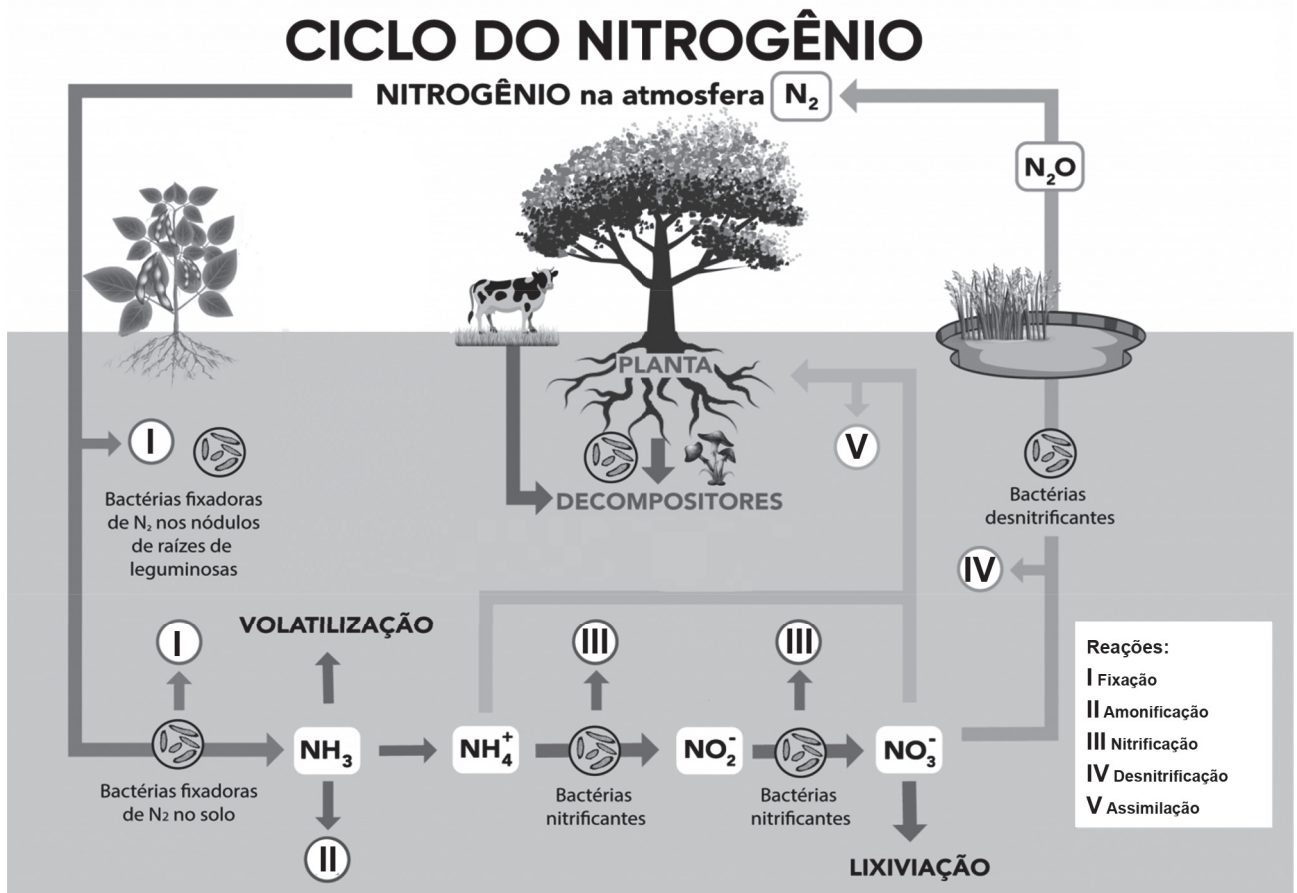 CICLO DO NITROGÊNIO
NITROGÊNIO na atmosfera N₂
N₂O
PLANTA
I
V
DECOMPOSITORES
Bactérias fixadoras
de N₂ nos nódulos
de raízes de
leguminosas
Bactérias
desnitrificantes
IV
VOLATILIZAÇÃO
I
III
III
NH₃
NH₄⁺
NO₂⁻
NO₃⁻
Bactérias fixadoras
de N₂ no solo
Bactérias
nitrificantes
Bactérias
nitrificantes
II
LIXIVIAÇÃO
Reações:
I Fixação
II Amonificação
III Nitrificação
IV Desnitrificação
V Assimilação